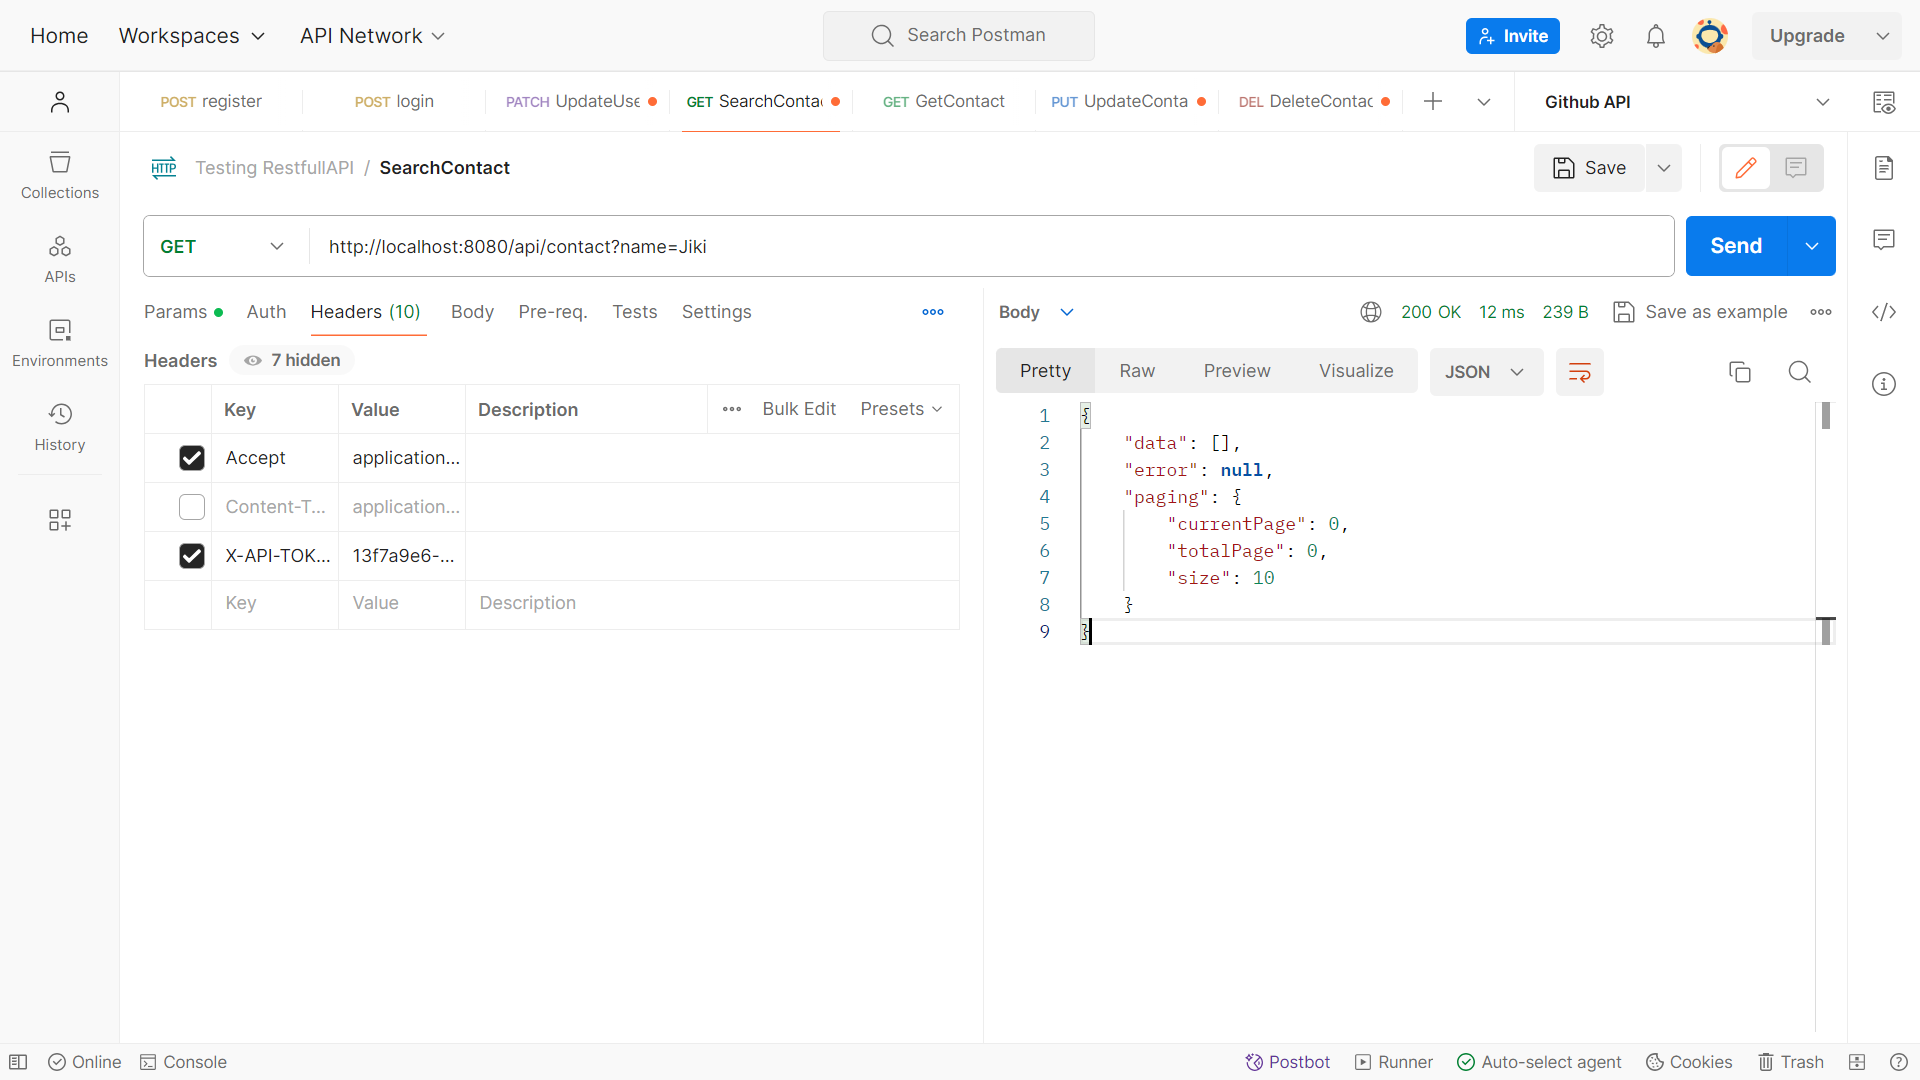 Home
Workspaces
API Network
Search Postman
Invite
Upgrade
POST register
POST login
PATCH UpdateUse
GET SearchContac
GET GetContact
PUT UpdateConta
DEL DeleteContac
Github API
Collections
APIs
Environments
History
HTTP
Testing RestfullAPI / SearchContact
Save
GET
http://localhost:8080/api/contact?name=Jiki
Send
Params
Auth
Headers (10)
Body
Pre-req.
Tests
Settings
Headers
7 hidden
Key
Value
Description
Bulk Edit
Presets
Accept
application...
Content-T...
application...
X-API-TOK...
13f7a9e6-...
Key
Value
Description
Body
200 OK
12 ms
239 B
Save as example
Pretty
Raw
Preview
Visualize
JSON
1 {
2 "data": [],
3 "error": null,
4 "paging": {
5 "currentPage": 0,
6 "totalPage": 0,
7 "size": 10
8 }
9 }
Online
Console
Postbot
Runner
Auto-select agent
Cookies
Trash